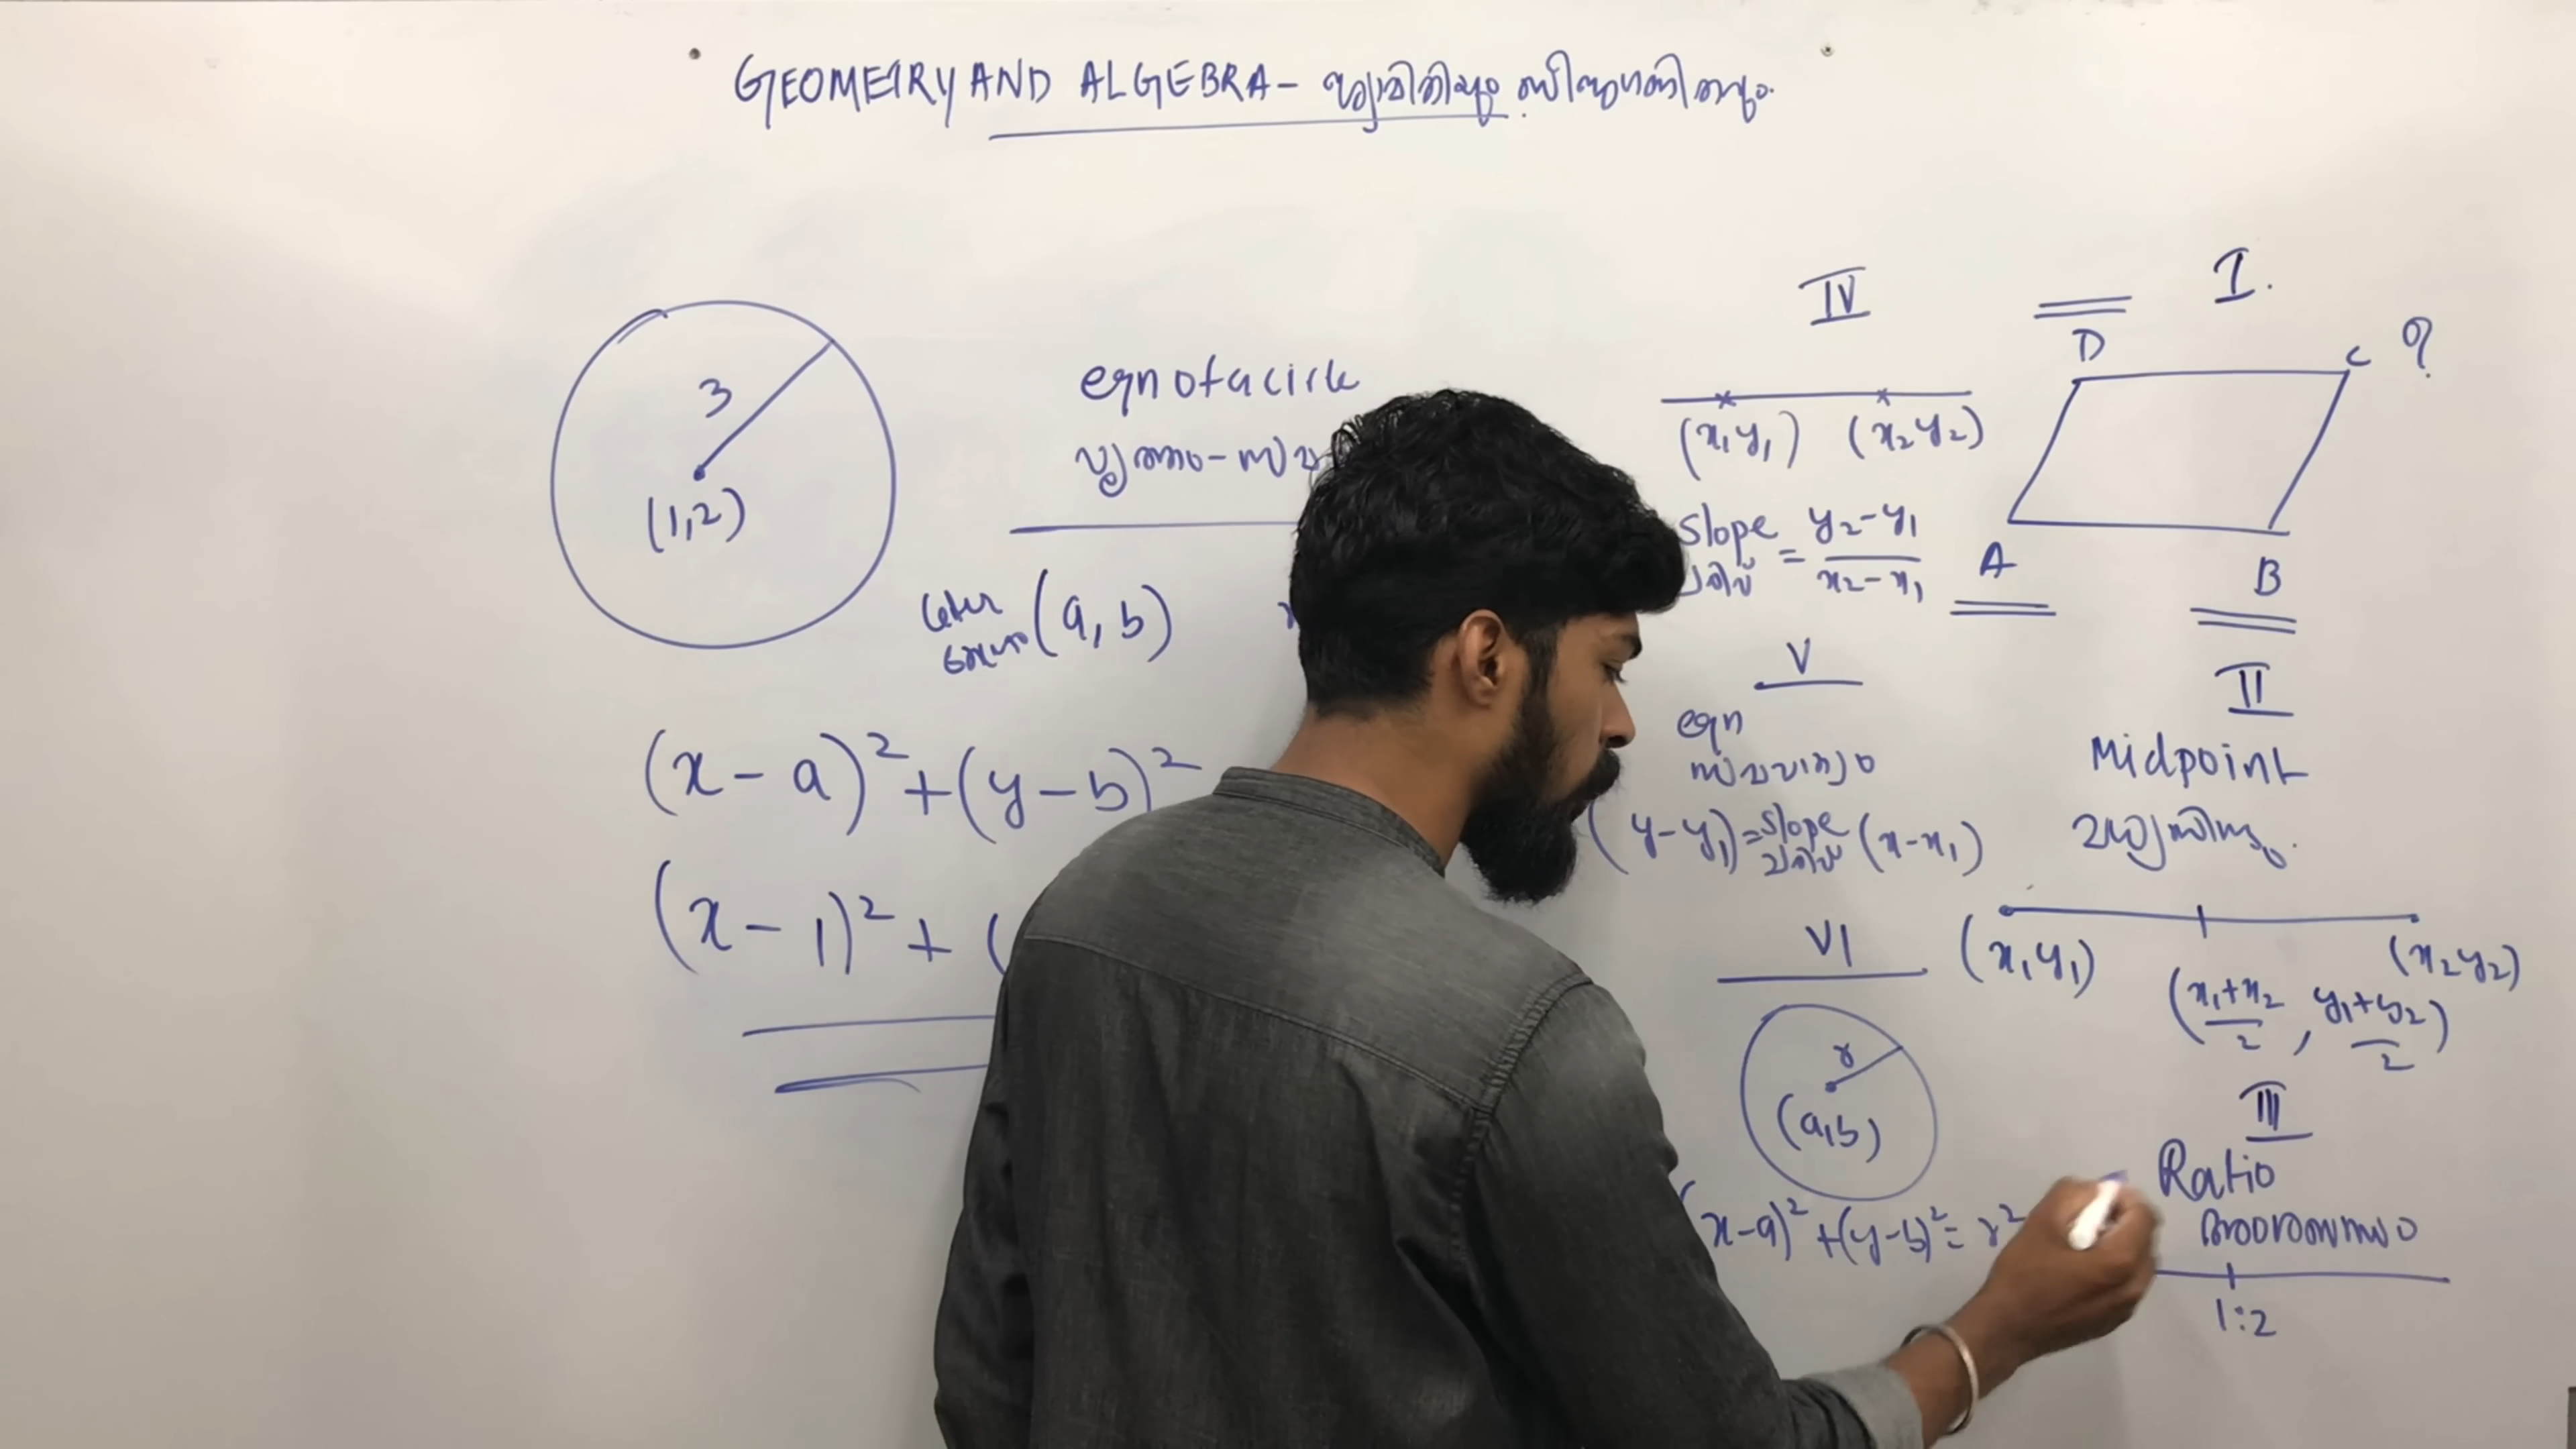 GEOMETRY AND ALGEBRA - ജ്യാമിതിയും ബീജഗണിതവും.
3
(1,2)
eqn of a circle
വൃത്തം -
center (a, b)
(x - a)² + (y - b)²
(x - 1)² + (
IV
(x₁ y₁) (x₂ y₂)
Slope = y₂ - y₁ / x₂ - x₁
ചരിവ്
V
eqn
സമവാക്യം
(y - y₁) = slope (x - x₁)
ചരിവ്
VI
r
(a,b)
(x - a)² + (y - b)² = r²
I.
D C ?
A B
II
Midpoint
മധ്യബിന്ദു.
(x₁ y₁) (x₂ y₂)
(x₁ + x₂ / 2 , y₁ + y₂ / 2)
III
Ratio
അംശബന്ധം
1:2